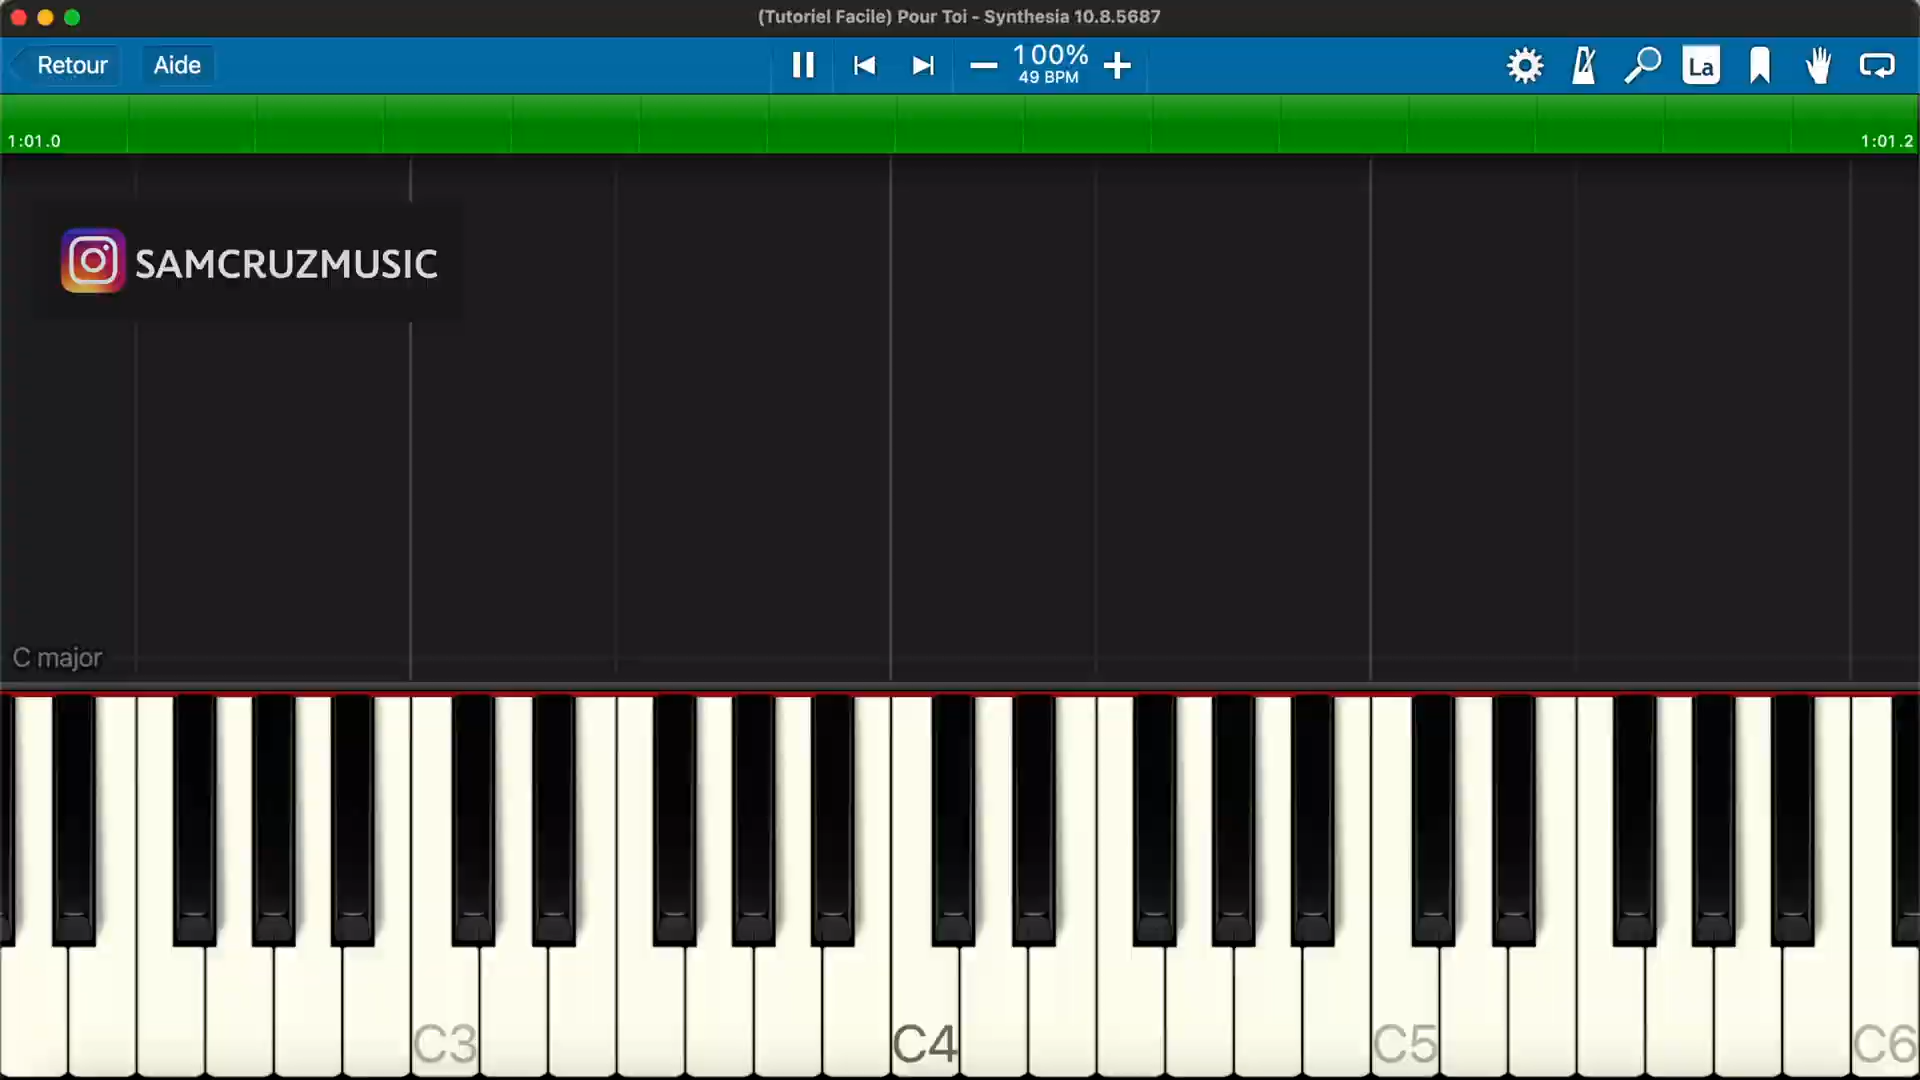 (Tutoriel Facile) Pour Toi - Synthesia 10.8.5687
Retour
Aide
100%
49 BPM
La
1:01.0
1:01.2
SAMCRUZMUSIC
C major
C3
C4
C5
C6